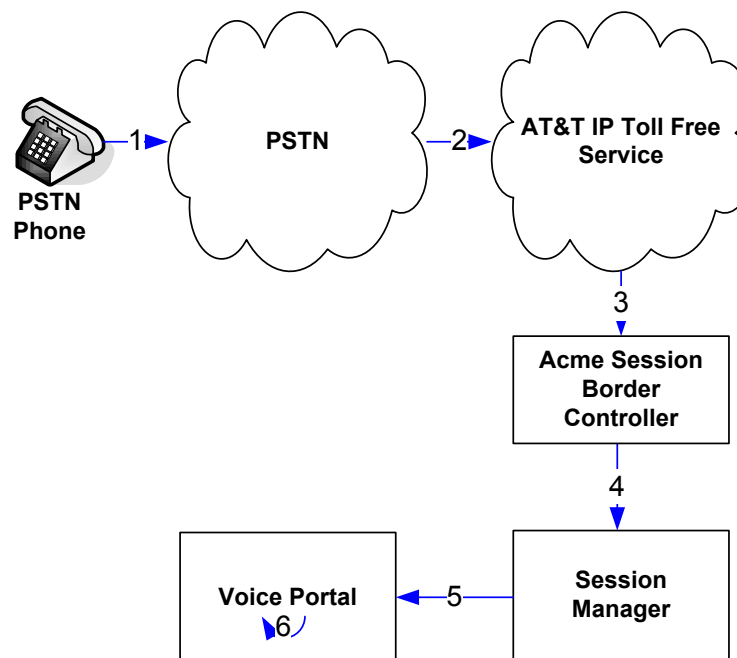 1
PSTN
2
AT&T IP Toll Free
Service
PSTN
Phone
3
Acme Session
Border
Controller
4
Voice Portal
6
5
Session
Manager